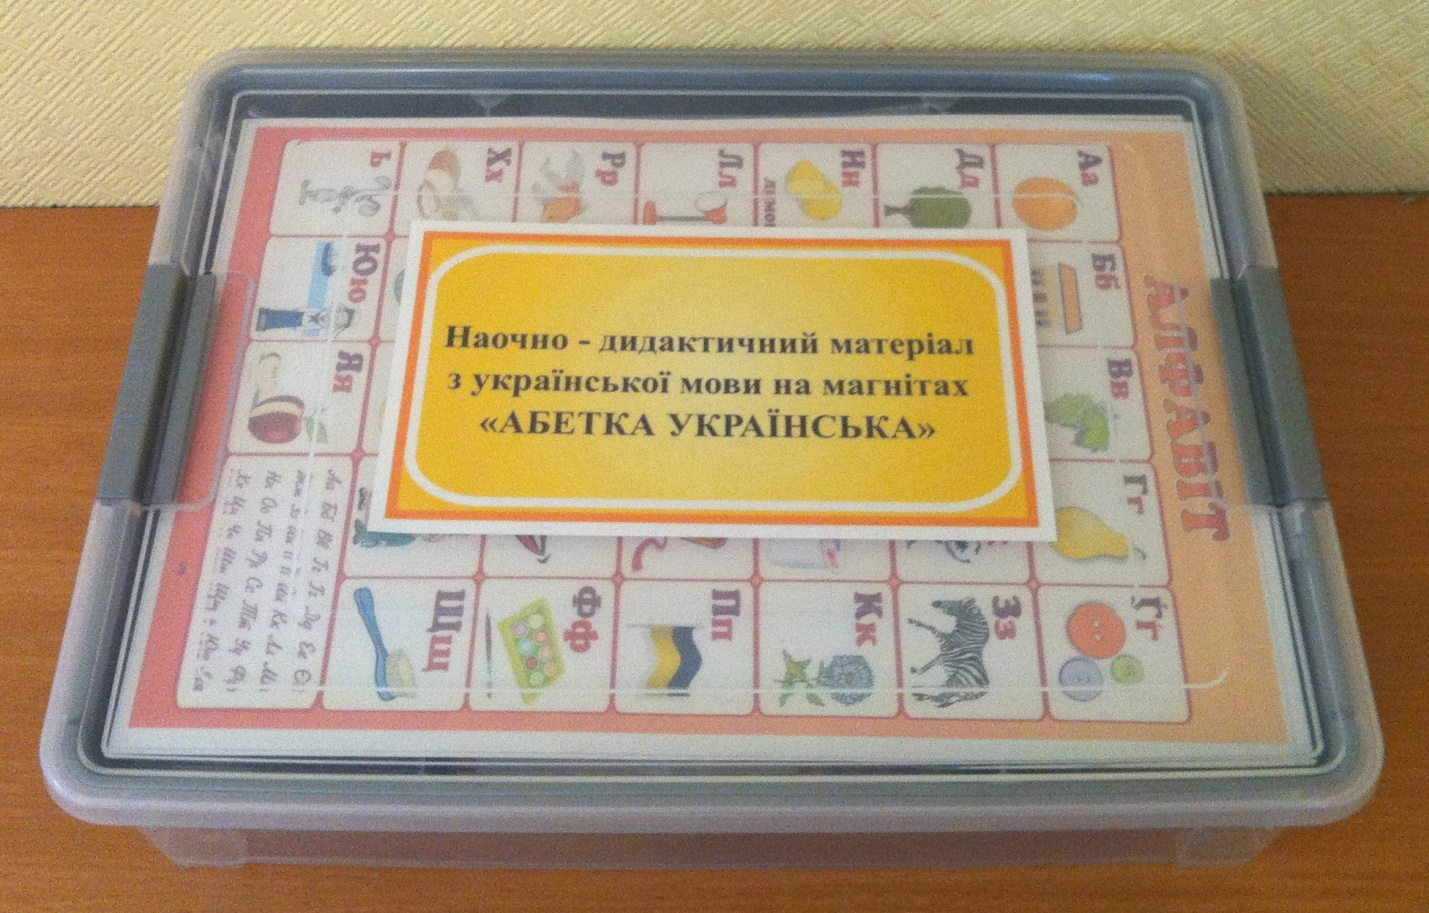 Наочно - дидактичний матеріал
з української мови на магнітах
«АБЕТКА УКРАЇНСЬКА»
АЛФАВІТ
Аа
Бб
Вв
Гг
Ґґ
Дд
Зз
Ии
Кк
Лл
Пп
Рр
Фф
Хх
Щщ
ь
Юю
Яя